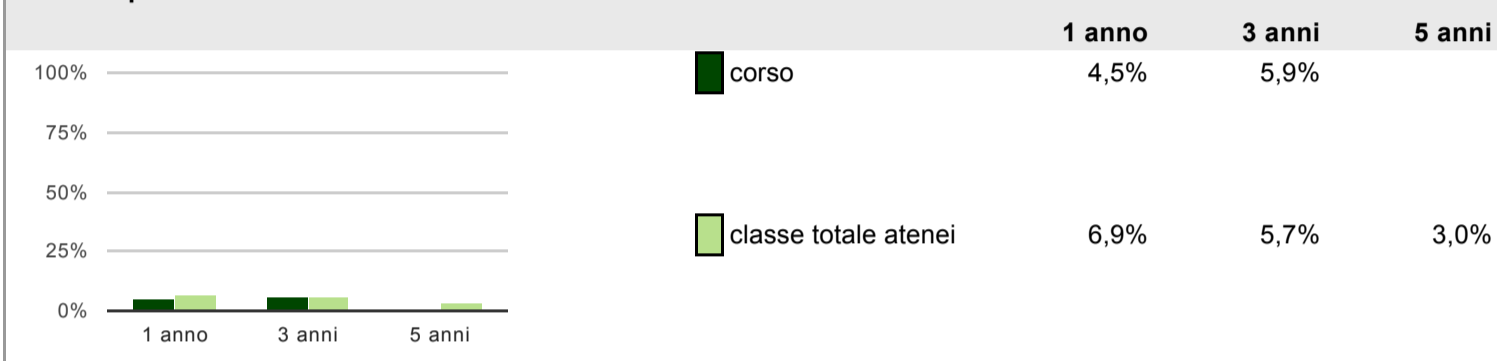 1 anno 3 anni 5 anni
100%
75%
50%
25%
0%
1 anno 3 anni 5 anni
corso 4,5% 5,9%
classe totale atenei 6,9% 5,7% 3,0%